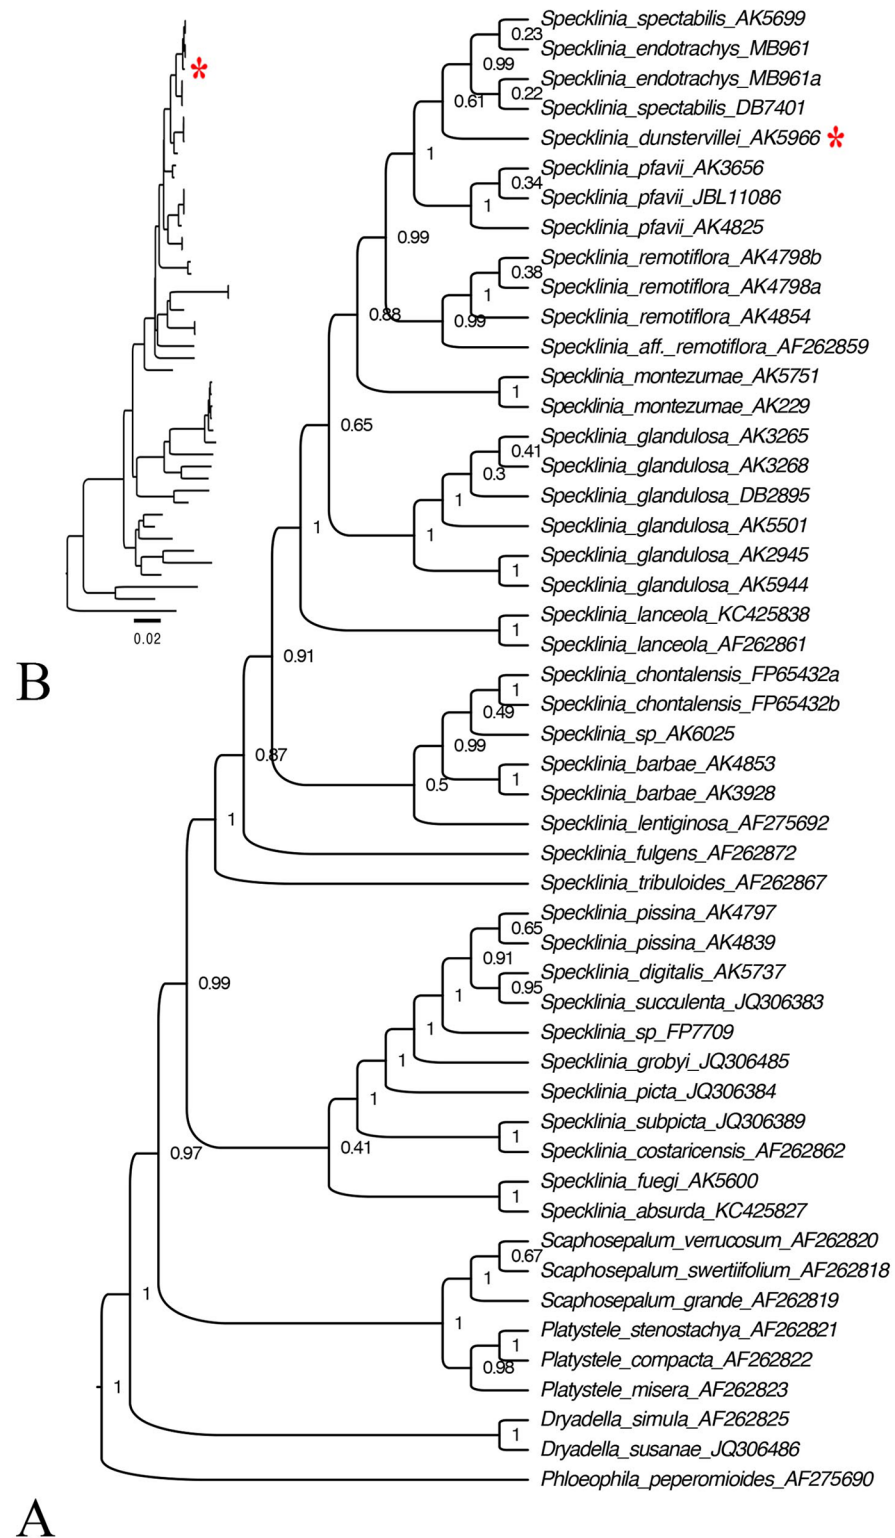 Specklinia_spectabilis_AK5699
0.23
Specklinia_endotrachys_MB961
0.99
Specklinia_endotrachys_MB961a
0.22
0.61
Specklinia_spectabilis_DB7401
Specklinia_dunstervillei_AK5966 *
*
1
Specklinia_pfavii_AK3656
0.34
Specklinia_pfavii_JBL11086
1
Specklinia_pfavii_AK4825
0.99
Specklinia_remotiflora_AK4798b
0.38
Specklinia_remotiflora_AK4798a
1
0.88
Specklinia_remotiflora_AK4854
0.99
Specklinia_aff._remotiflora_AF262859
Specklinia_montezumae_AK5751
1
Specklinia_montezumae_AK229
0.65
Specklinia_glandulosa_AK3265
0.41
Specklinia_glandulosa_AK3268
0.3
Specklinia_glandulosa_DB2895
1
Specklinia_glandulosa_AK5501
1
1
Specklinia_glandulosa_AK2945
1
Specklinia_glandulosa_AK5944
Specklinia_lanceola_KC425838
1
Specklinia_lanceola_AF262861
0.02
0.91
B
Specklinia_chontalensis_FP65432a
1
Specklinia_chontalensis_FP65432b
0.49
Specklinia_sp_AK6025
0.99
0.87
Specklinia_barbae_AK4853
1
0.5
Specklinia_barbae_AK3928
Specklinia_lentiginosa_AF275692
1
Specklinia_fulgens_AF262872
Specklinia_tribuloides_AF262867
Specklinia_pissina_AK4797
0.65
Specklinia_pissina_AK4839
0.91
Specklinia_digitalis_AK5737
0.95
0.99
1
Specklinia_succulenta_JQ306383
1
Specklinia_sp_FP7709
1
Specklinia_grobyi_JQ306485
Specklinia_picta_JQ306384
1
Specklinia_subpicta_JQ306389
1
0.41
0.97
Specklinia_costaricensis_AF262862
Specklinia_fuegi_AK5600
1
Specklinia_absurda_KC425827
Scaphosepalum_verrucosum_AF262820
0.67
Scaphosepalum_swertiifolium_AF262818
1
1
Scaphosepalum_grande_AF262819
1
Platystele_stenostachya_AF262821
1
Platystele_compacta_AF262822
0.98
1
Platystele_misera_AF262823
Dryadella_simula_AF262825
1
Dryadella_susanae_JQ306486
Phloeophila_peperomioides_AF275690
A